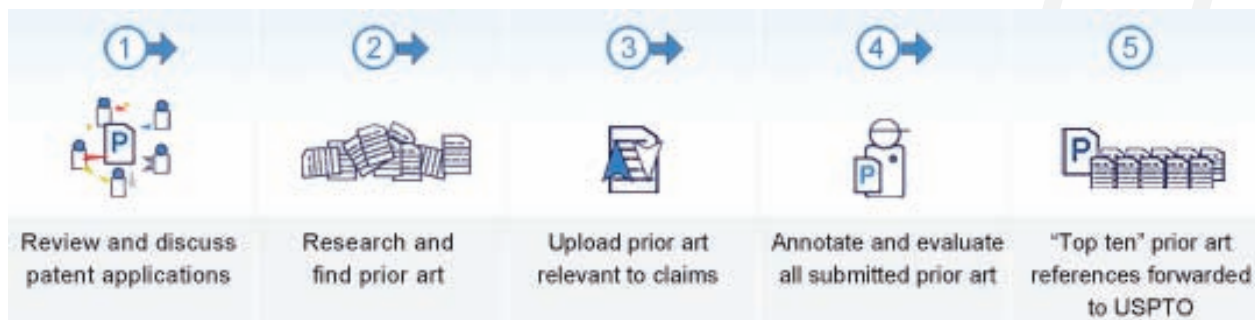 1
2
3
4
5
P
P
P
Review and discuss
patent applications
Research and
find prior art
Upload prior art
relevant to claims
Annotate and evaluate
all submitted prior art
“Top ten” prior art
references forwarded
to USPTO